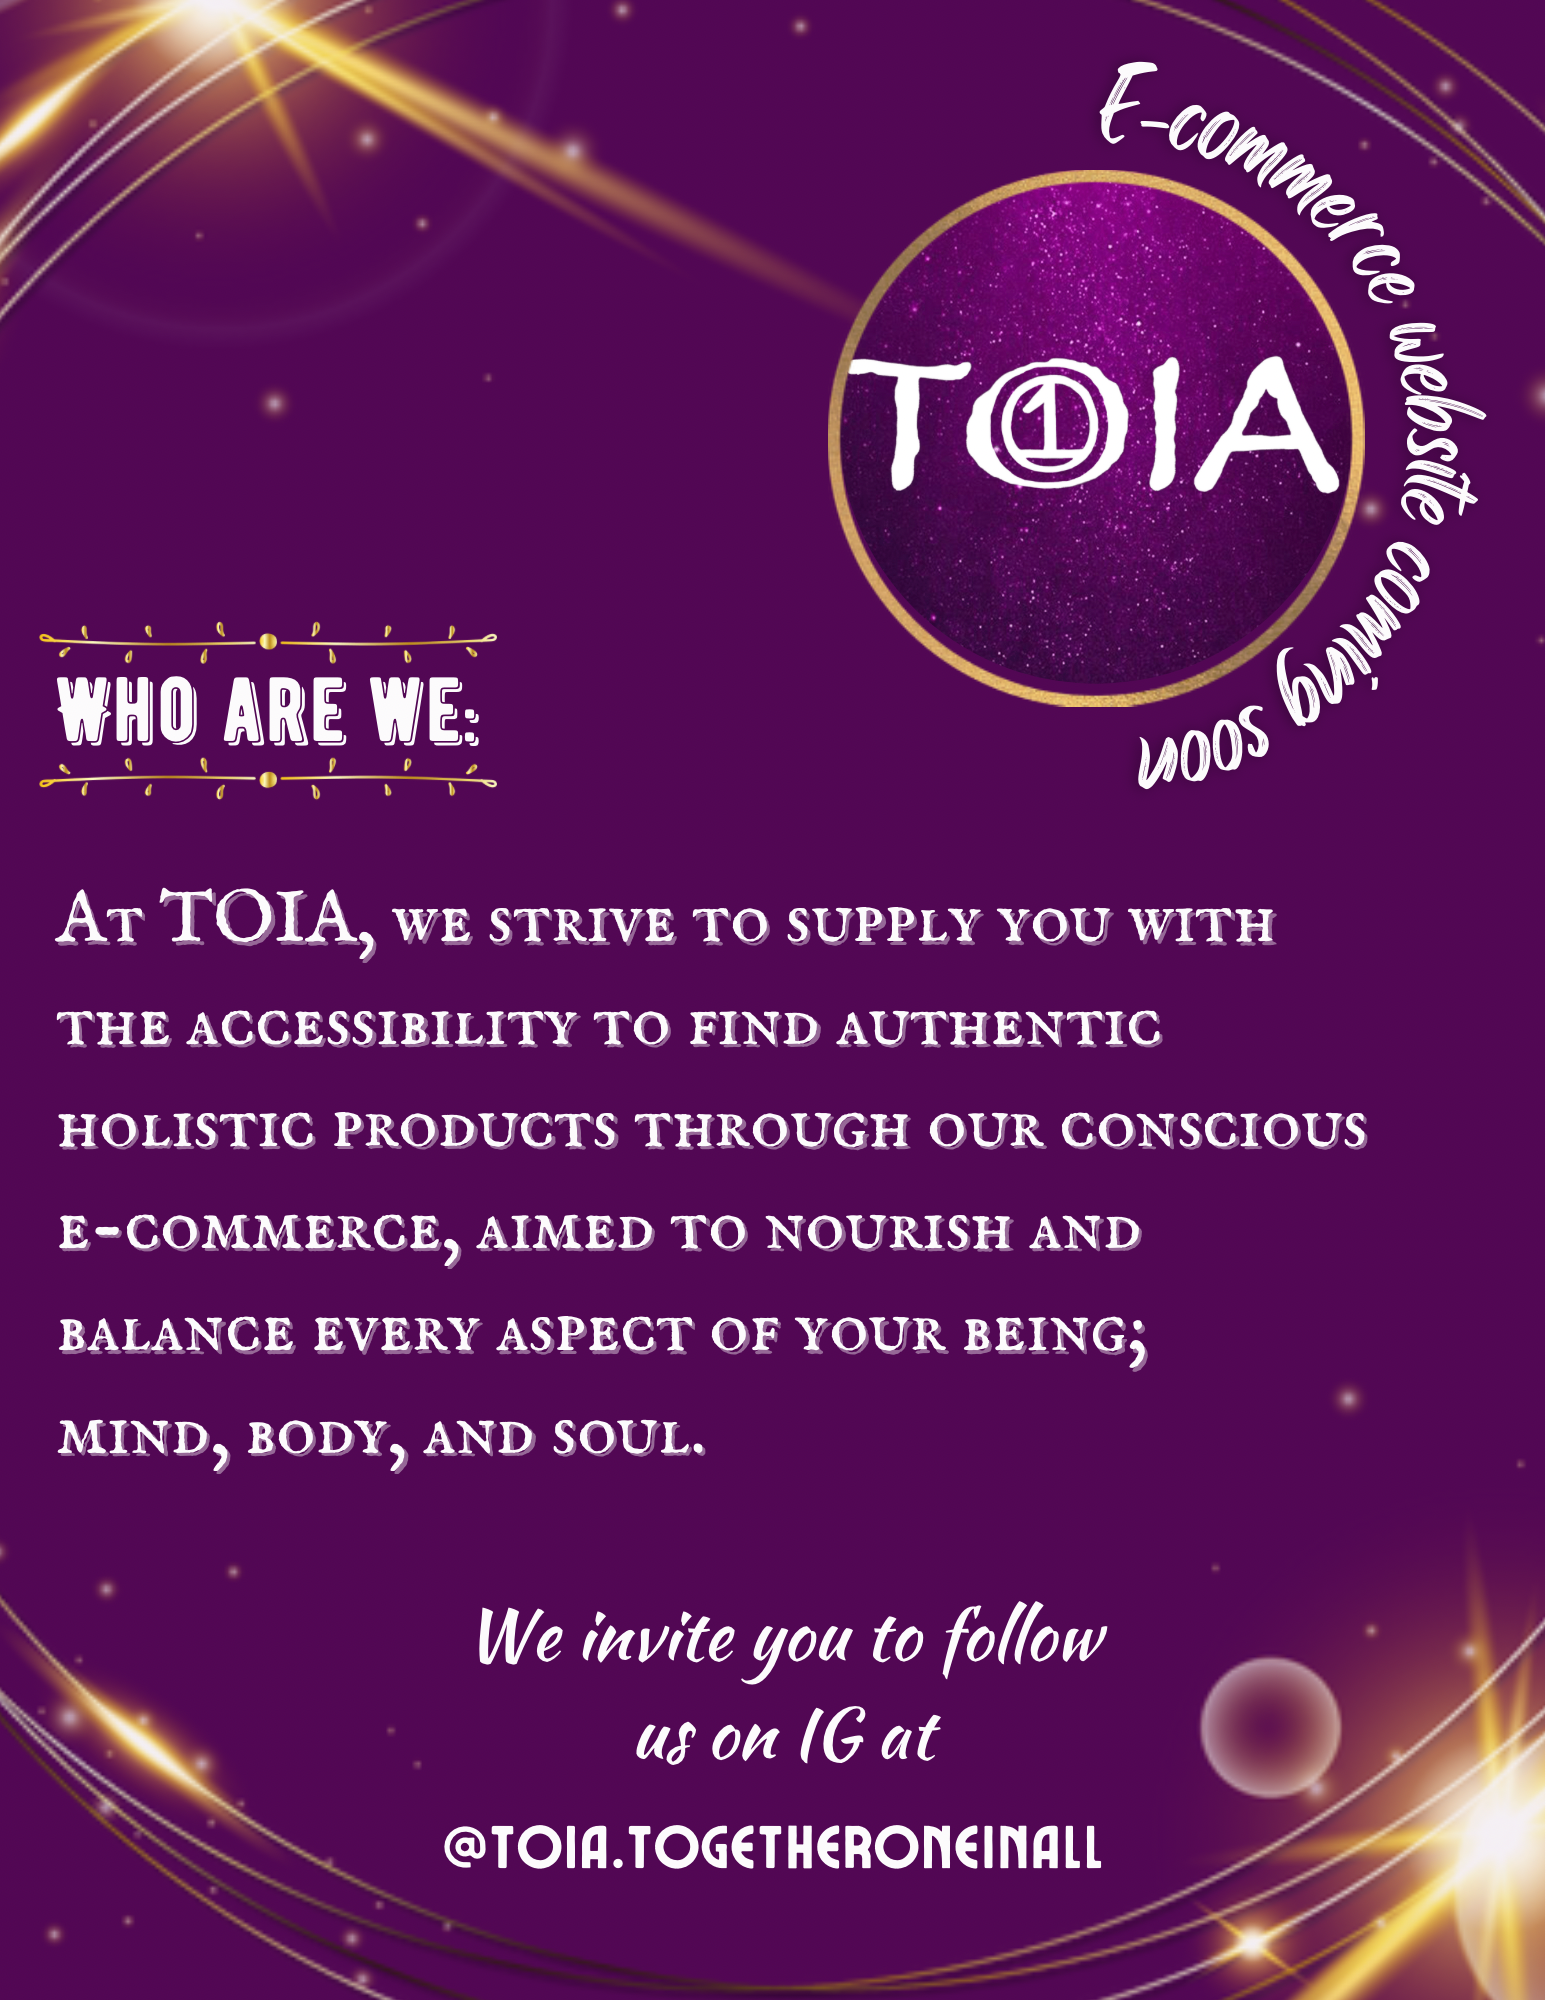 E-commerce website coming soon
TOIA
1
WHO ARE WE:
At TOIA, we strive to supply you with
the accessibility to find authentic
holistic products through our conscious
e-commerce, aimed to nourish and
balance every aspect of your being;
mind, body, and soul.
We invite you to follow
us on IG at
@TOIA.TOGETHERONEINALL